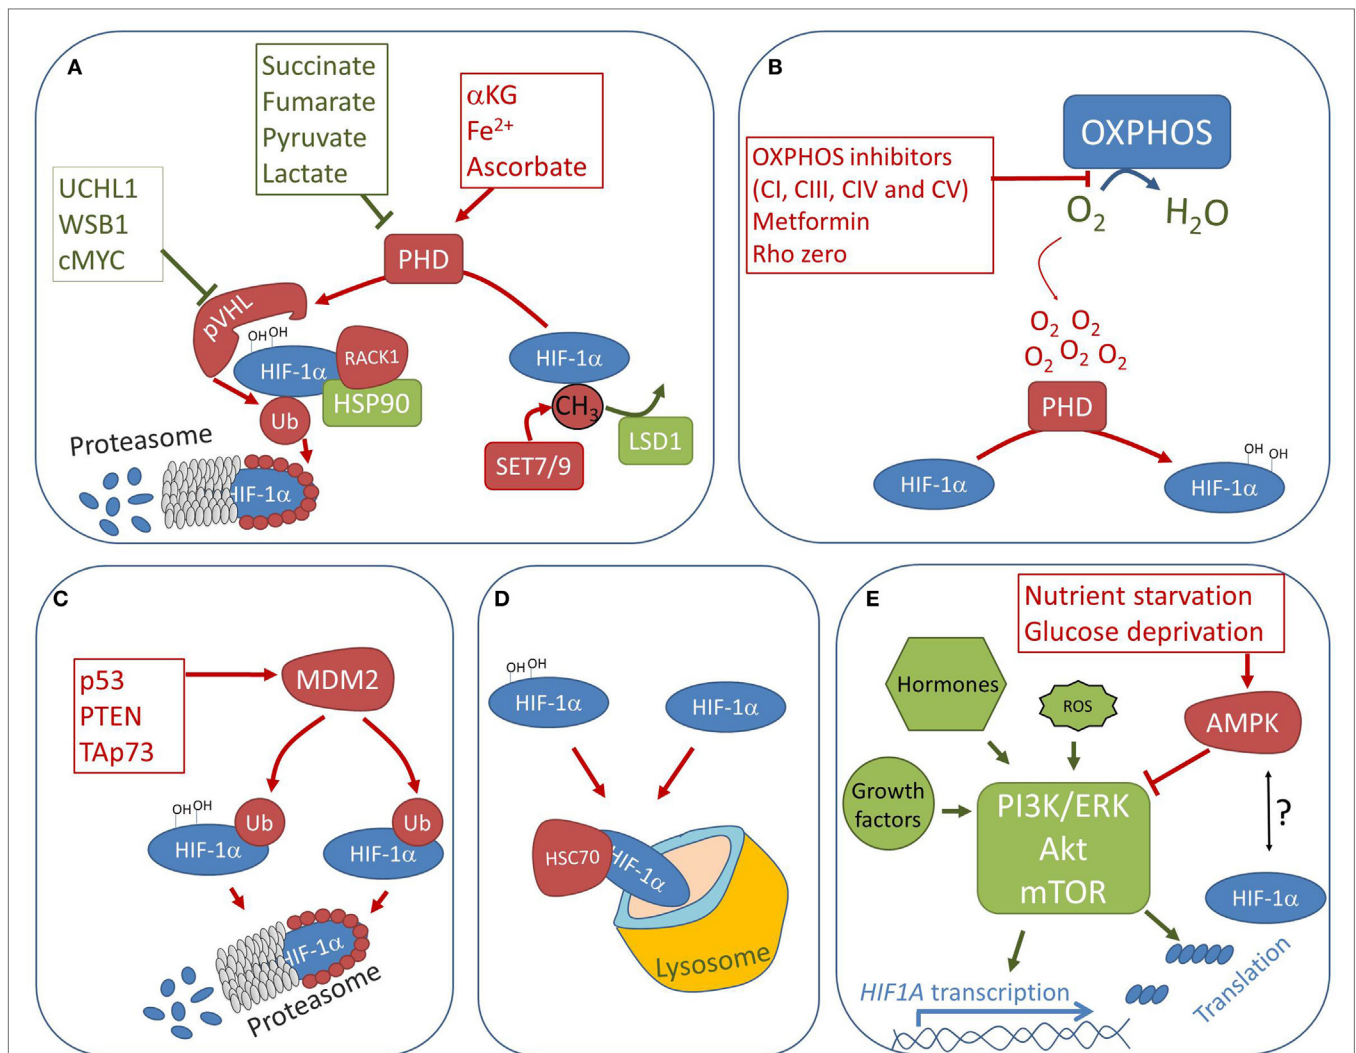 A
Succinate
Fumarate
Pyruvate
Lactate
αKG
Fe2+
Ascorbate
UCHL1
WSB1
cMYC
PHD
pVHL
OH OH
HIF-1α
RACK1
HSP90
Ub
HIF-1α
CH3
LSD1
SET7/9
Proteasome
HIF-1α
B
OXPHOS
OXPHOS inhibitors
(CI, CIII, CIV and CV)
Metformin
Rho zero
O2
H2O
O2 O2
O2 O2 O2
PHD
HIF-1α
OH OH
HIF-1α
C
p53
PTEN
TAp73
MDM2
OH OH
Ub
HIF-1α
Ub
HIF-1α
HIF-1α
Proteasome
D
OH OH
HIF-1α
HIF-1α
HSC70
HIF-1α
Lysosome
E
Nutrient starvation
Glucose deprivation
Hormones
ROS
AMPK
Growth
factors
PI3K/ERK
Akt
mTOR
?
HIF-1α
HIF1A transcription
Translation